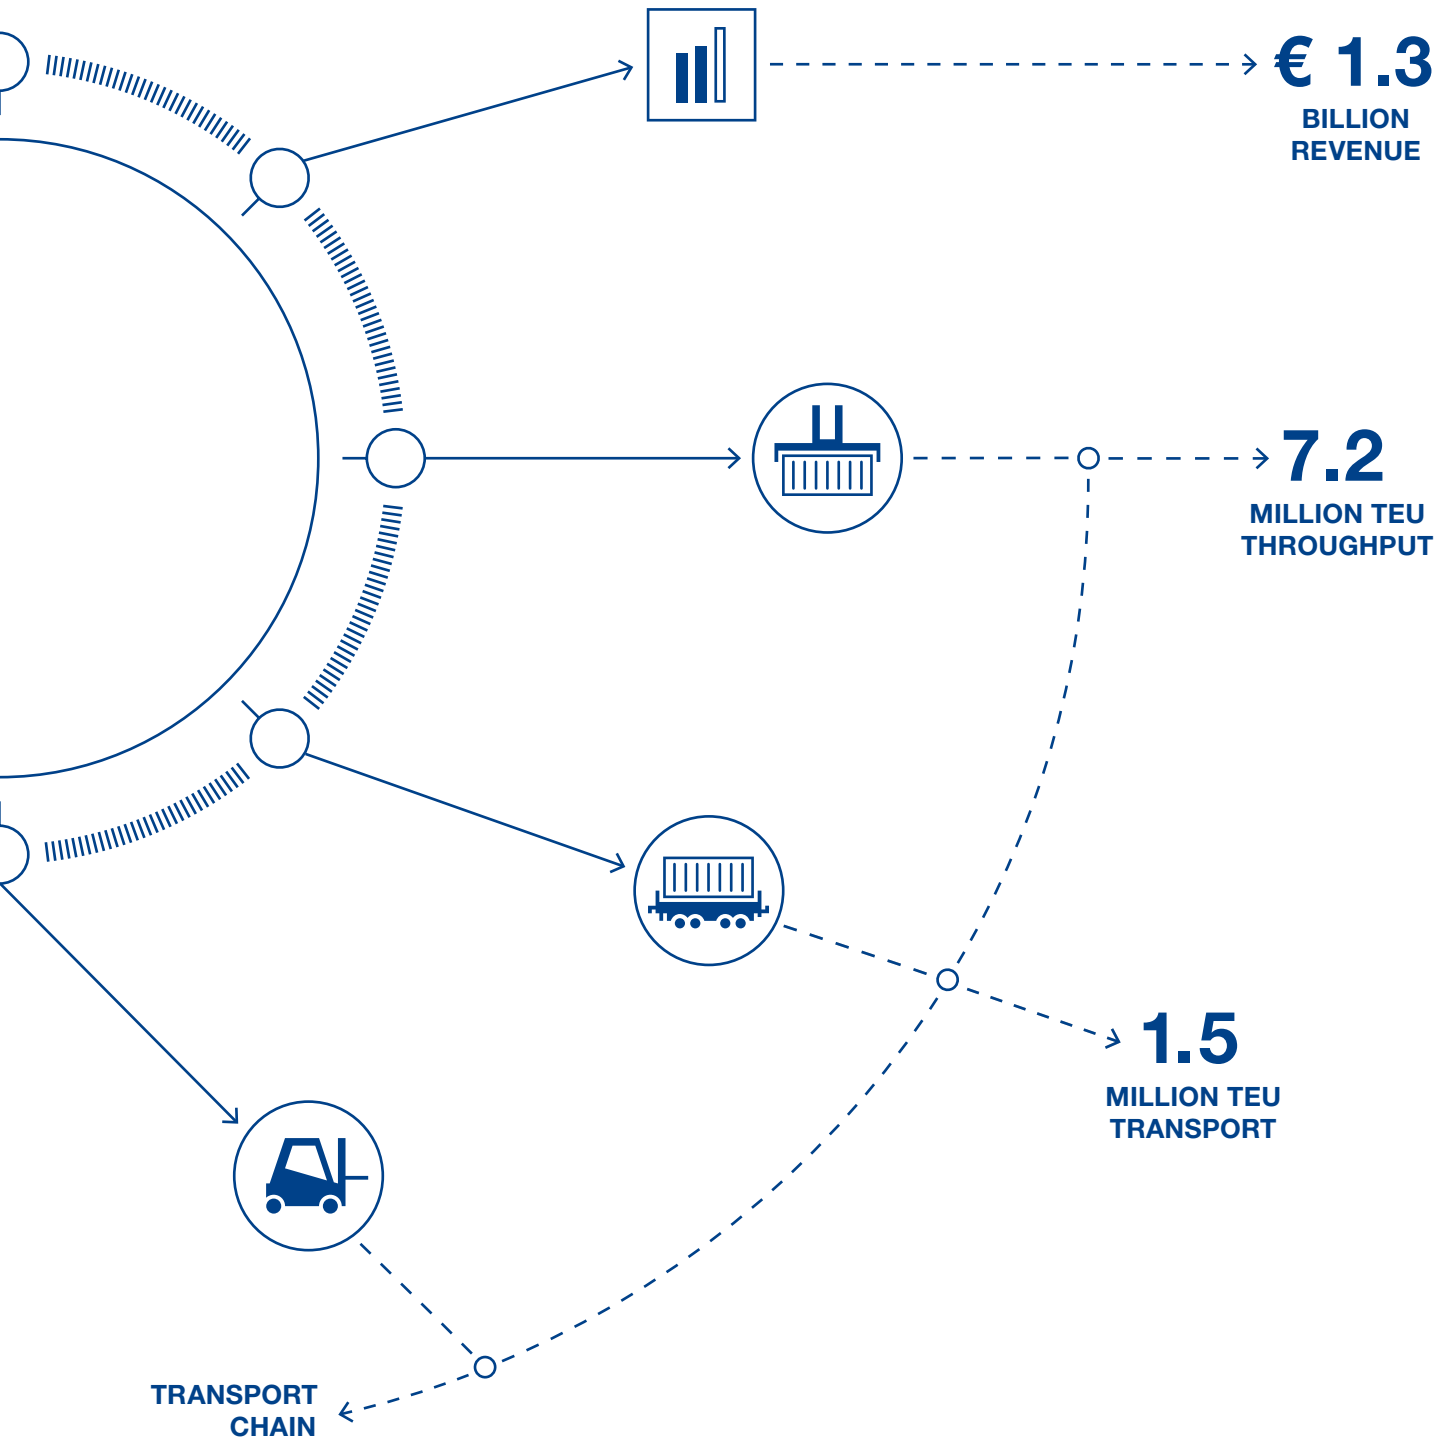 € 1.3
BILLION
REVENUE
7.2
MILLION TEU
THROUGHPUT
1.5
MILLION TEU
TRANSPORT
TRANSPORT
CHAIN